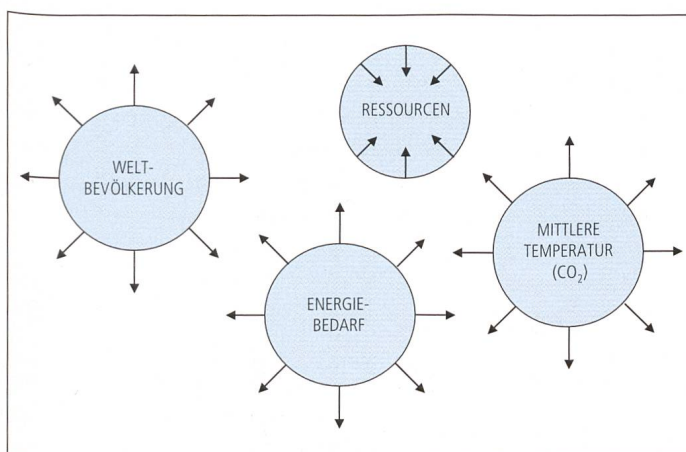 RESSOURCEN
WELT-
BEVÖLKERUNG
MITTLERE
TEMPERATUR
(CO₂)
ENERGIE-
BEDARF